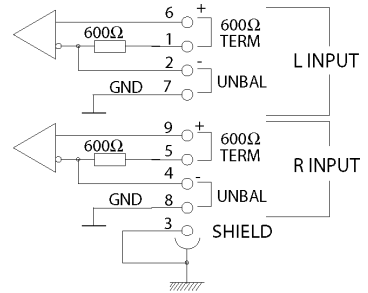 6 +
600Ω 600Ω
1 TERM
2 -
L INPUT
UNBAL
GND 7
9 +
600Ω
600Ω 5 TERM
R INPUT
4 -
UNBAL
GND 8
3 SHIELD